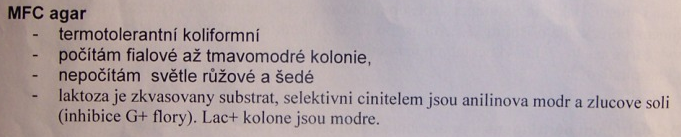 MFC agar
- termotolerantní koliformní
- počítám fialové až tmavomodré kolonie,
- nepočítám světle růžové a šedé
- laktoza je zkvasovany substrat, selektivni cinitelem jsou anilinova modr a zlucove soli
(inhibice G+ flory). Lac+ kolone jsou modre.